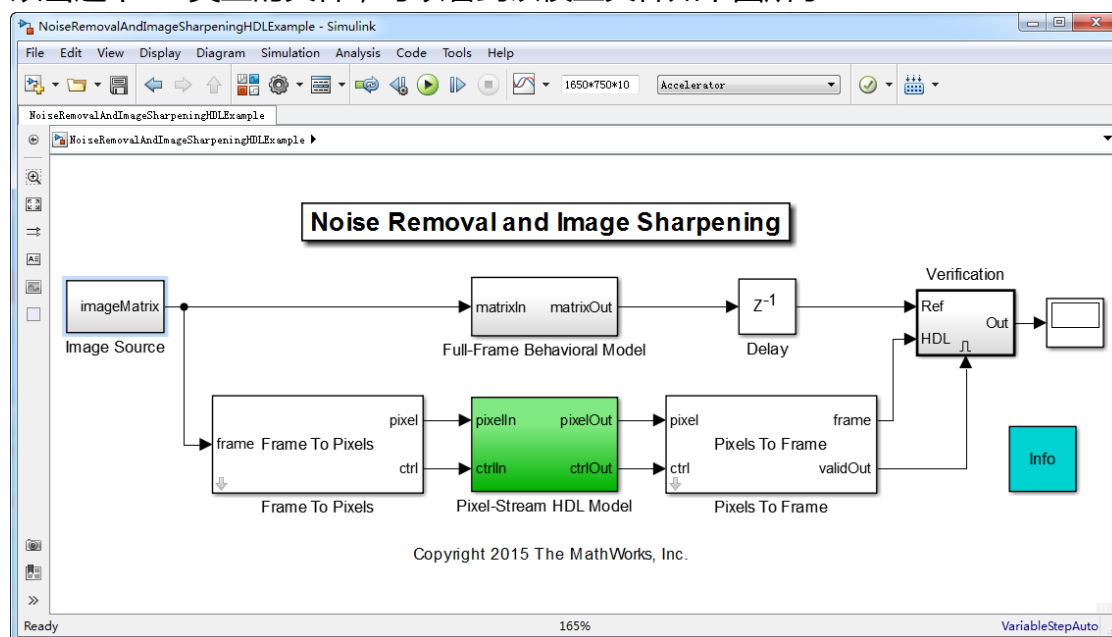 NoiseRemovalAndImageSharpeningHDLExample - Simulink
File Edit View Display Diagram Simulation Analysis Code Tools Help
1650*750*10 Accelerator
NoiseRemovalAndImageSharpeningHDLExample
NoiseRemovalAndImageSharpeningHDLExample
Noise Removal and Image Sharpening
Verification
imageMatrix
matrixIn matrixOut
Z-1
Ref
Out
HDL
Image Source
Full-Frame Behavioral Model
Delay
pixel
pixelIn pixelOut
pixel
frame
frame Frame To Pixels
Pixels To Frame
ctrl
ctrlIn ctrlOut
ctrl
validOut
Info
Frame To Pixels
Pixel-Stream HDL Model
Pixels To Frame
Copyright 2015 The MathWorks, Inc.
Ready 165% VariableStepAuto